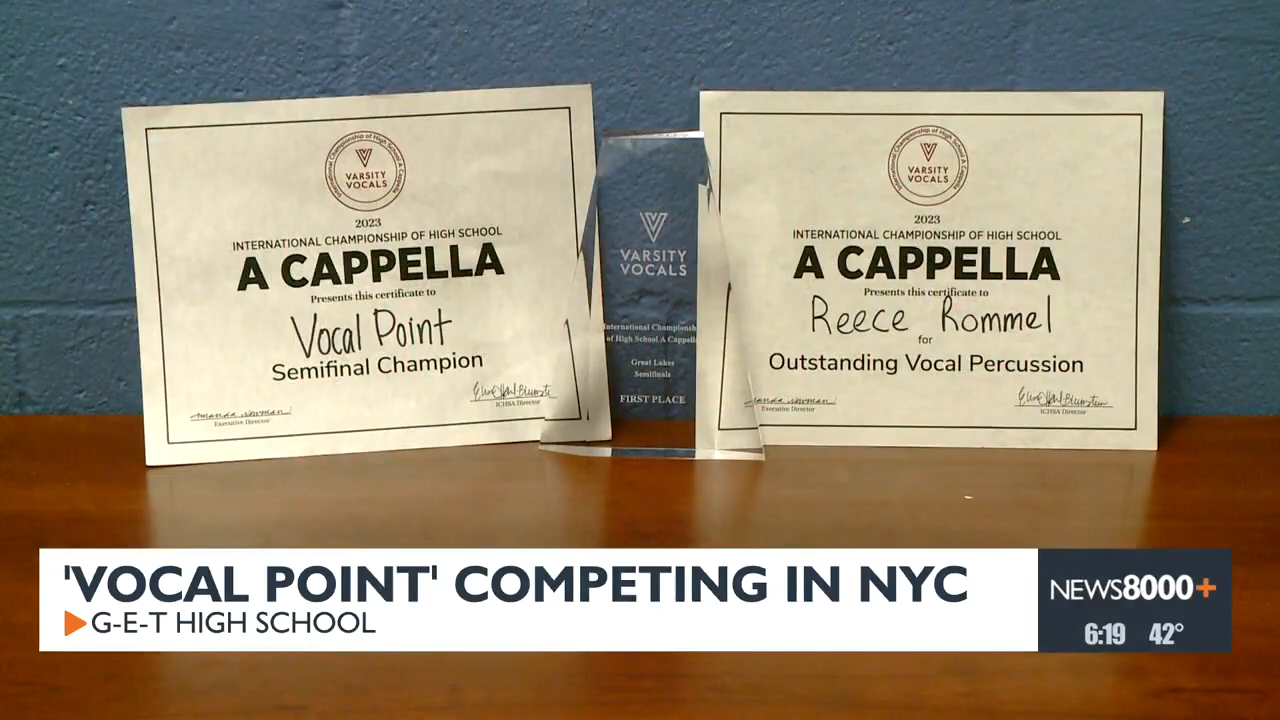 International Championship of High School A Cappella
VARSITY
VOCALS
2023
INTERNATIONAL CHAMPIONSHIP OF HIGH SCHOOL
A CAPPELLA
Presents this certificate to
Vocal Point
Semifinal Champion
Executive Director
ICHSA Director
VARSITY
VOCALS
International Championsh
of High School A Cappell
Great Lakes
Semifinals
FIRST PLACE
International Championship of High School A Cappella
VARSITY
VOCALS
2023
INTERNATIONAL CHAMPIONSHIP OF HIGH SCHOOL
A CAPPELLA
Presents this certificate to
Reece Rommel
for
Outstanding Vocal Percussion
Executive Director
ICHSA Director
'VOCAL POINT' COMPETING IN NYC
G-E-T HIGH SCHOOL
NEWS8000+
6:19 42°